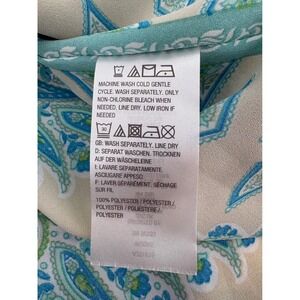 MACHINE WASH COLD GENTLE
CYCLE. WASH SEPARATELY. ONLY
NON-CHLORINE BLEACH WHEN
NEEDED. LINE DRY, LOW IRON IF
NEEDED
30
GB: WASH SEPARATELY. LINE DRY
D: SEPARAT WASCHEN. TROCKNEN
AUF DER WÄSCHELEINE
I: LAVARE SEPARATAMENTE.
ASCIUGARE APPESO
F: LAVER SÉPARÉMENT. SÉCHAGE
SUR FIL
100% POLYESTER / POLYESTER /
POLYESTER / POLIESTERE /
POLYESTER